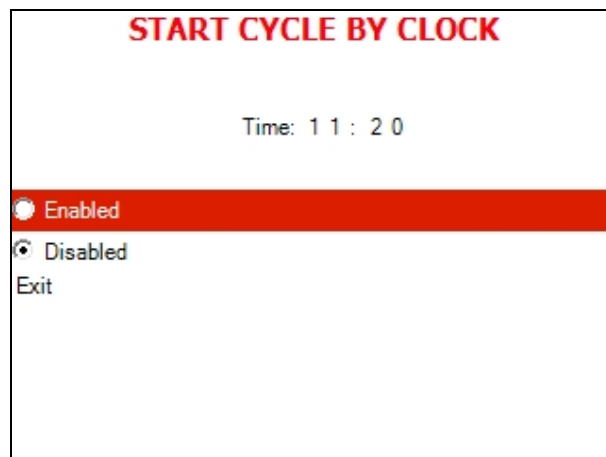 START CYCLE BY CLOCK
Time: 1 1 : 2 0
Enabled
Disabled
Exit